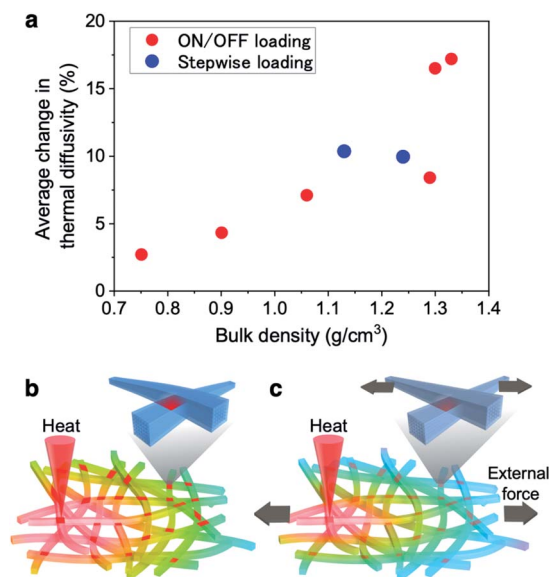 a
Average change in
thermal diffusivity (%)
20
15
10
5
0
ON/OFF loading
Stepwise loading
0.7 0.8 0.9 1.0 1.1 1.2 1.3 1.4
Bulk density (g/cm³)
b
Heat
c
Heat
External
force